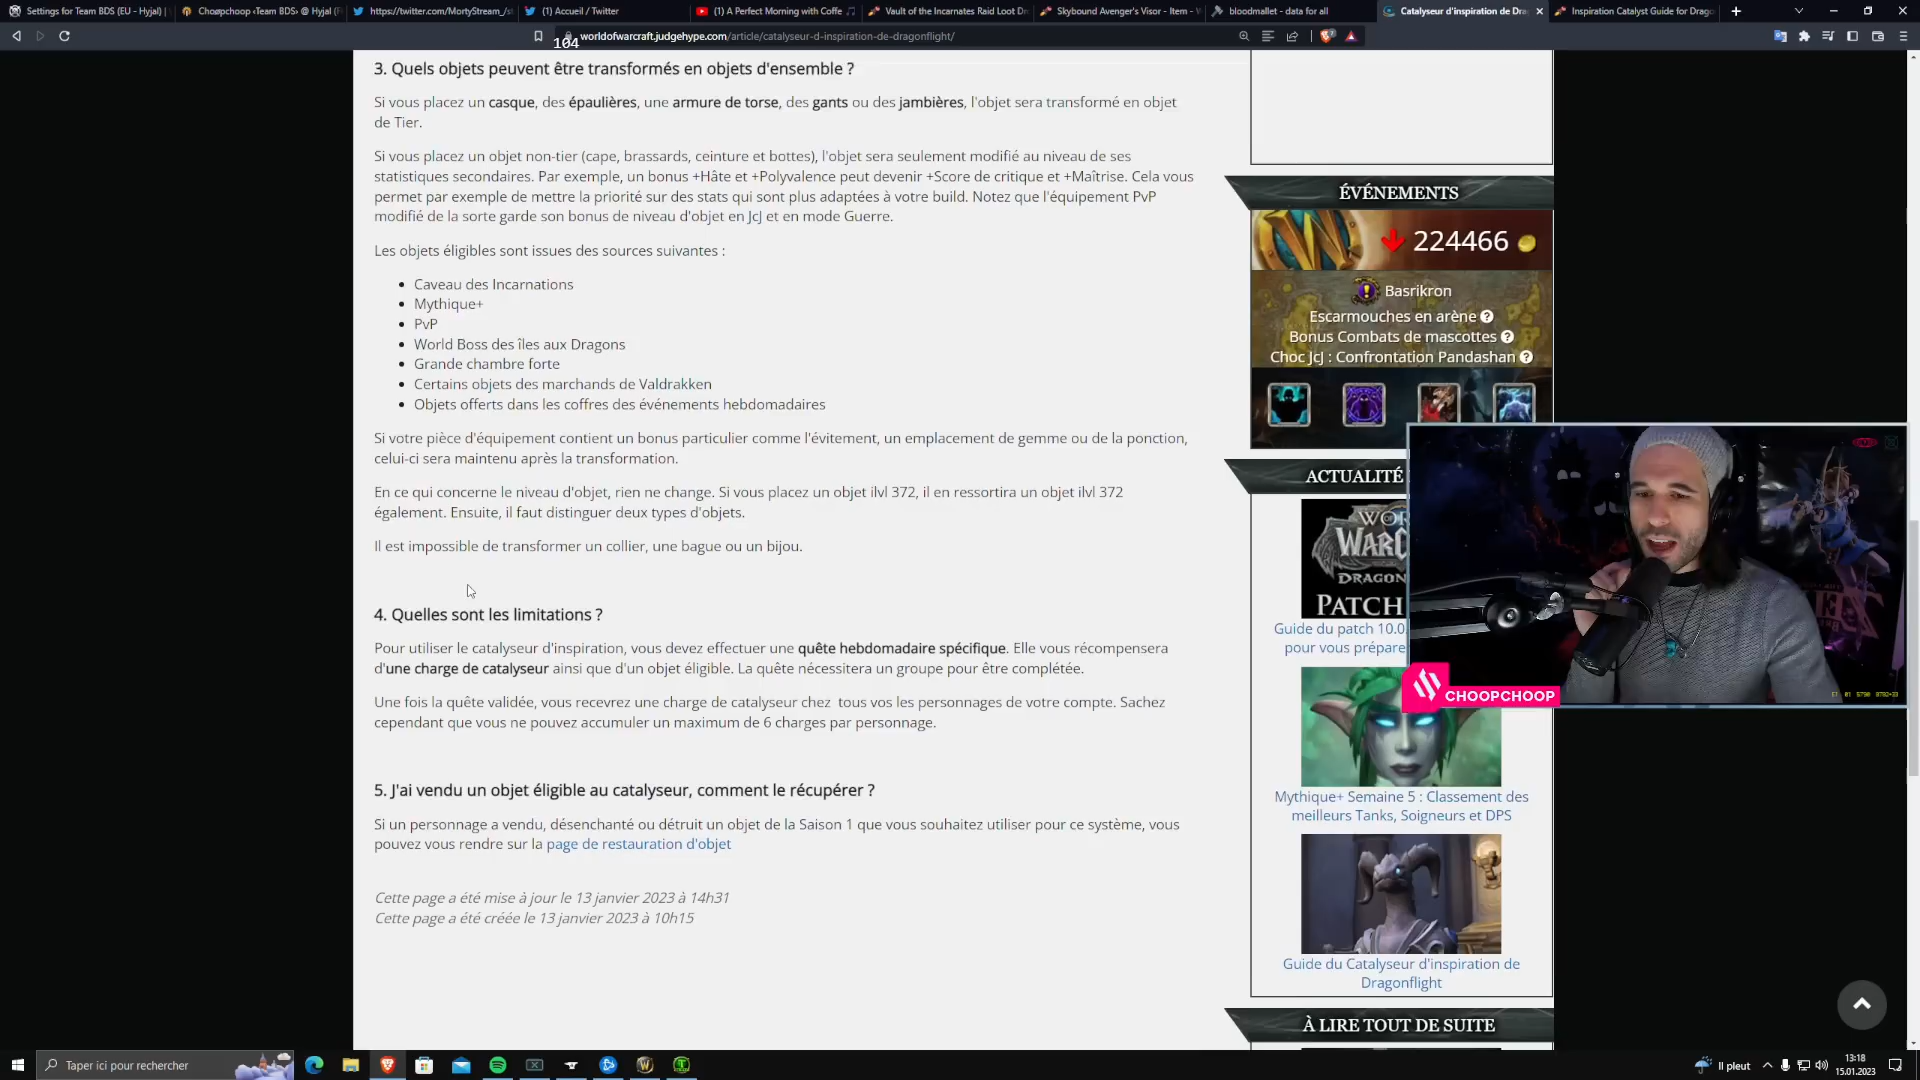 Settings for Team BDS (EU - Hyjal) |
Choopchoop ‹Team BDS› @ Hyjal (F
https://twitter.com/MortyStream_/st
(1) Accueil / Twitter
(1) A Perfect Morning with Coffe
Vault of the Incarnates Raid Loot Dr
Skybound Avenger's Visor - Item - W
bloodmallet - data for all
Catalyseur d'inspiration de Dra
Inspiration Catalyst Guide for Drago
104
worldofwarcraft.judgehype.com/article/catalyseur-d-inspiration-de-dragonflight/
3. Quels objets peuvent être transformés en objets d'ensemble ?
Si vous placez un casque, des épaulières, une armure de torse, des gants ou des jambières, l'objet sera transformé en objet
de Tier.
Si vous placez un objet non-tier (cape, brassards, ceinture et bottes), l'objet sera seulement modifié au niveau de ses
statistiques secondaires. Par exemple, un bonus +Hâte et +Polyvalence peut devenir +Score de critique et +Maîtrise. Cela vous
permet par exemple de mettre la priorité sur des stats qui sont plus adaptées à votre build. Notez que l'équipement PvP
modifié de la sorte garde son bonus de niveau d'objet en JcJ et en mode Guerre.
Les objets éligibles sont issues des sources suivantes :
• Caveau des Incarnations
• Mythique+
• PvP
• World Boss des îles aux Dragons
• Grande chambre forte
• Certains objets des marchands de Valdrakken
• Objets offerts dans les coffres des événements hebdomadaires
Si votre pièce d'équipement contient un bonus particulier comme l'évitement, un emplacement de gemme ou de la ponction,
celui-ci sera maintenu après la transformation.
En ce qui concerne le niveau d'objet, rien ne change. Si vous placez un objet ilvl 372, il en ressortira un objet ilvl 372
également. Ensuite, il faut distinguer deux types d'objets.
Il est impossible de transformer un collier, une bague ou un bijou.
4. Quelles sont les limitations ?
Pour utiliser le catalyseur d'inspiration, vous devez effectuer une quête hebdomadaire spécifique. Elle vous récompensera
d'une charge de catalyseur ainsi que d'un objet éligible. La quête nécessitera un groupe pour être complétée.
Une fois la quête validée, vous recevrez une charge de catalyseur chez tous vos les personnages de votre compte. Sachez
cependant que vous ne pouvez accumuler un maximum de 6 charges par personnage.
5. J'ai vendu un objet éligible au catalyseur, comment le récupérer ?
Si un personnage a vendu, désenchanté ou détruit un objet de la Saison 1 que vous souhaitez utiliser pour ce système, vous
pouvez vous rendre sur la page de restauration d'objet
Cette page a été mise à jour le 13 janvier 2023 à 14h31
Cette page a été créée le 13 janvier 2023 à 10h15
ÉVÉNEMENTS
224466
Basrikron
Escarmouches en arène
Bonus Combats de mascottes
Choc JcJ : Confrontation Pandashan
ACTUALITÉ
DRAGON
PATCH
Guide du patch 10.0.
pour vous prépare
CHOOPCHOOP
Mythique+ Semaine 5 : Classement des
meilleurs Tanks, Soigneurs et DPS
Guide du Catalyseur d'inspiration de
Dragonflight
À LIRE TOUT DE SUITE
Taper ici pour rechercher
Il pleut
13:18
15.01.2023